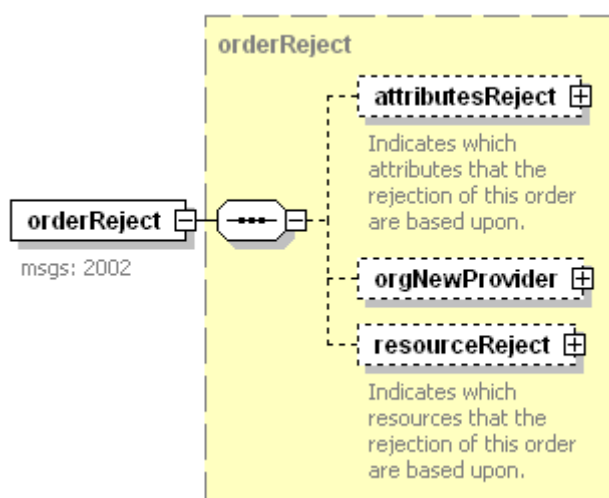 orderReject
attributesReject
Indicates which
attributes that the
rejection of this order
are based upon.
orderReject
msgs: 2002
orgNewProvider
resourceReject
Indicates which
resources that the
rejection of this order
are based upon.